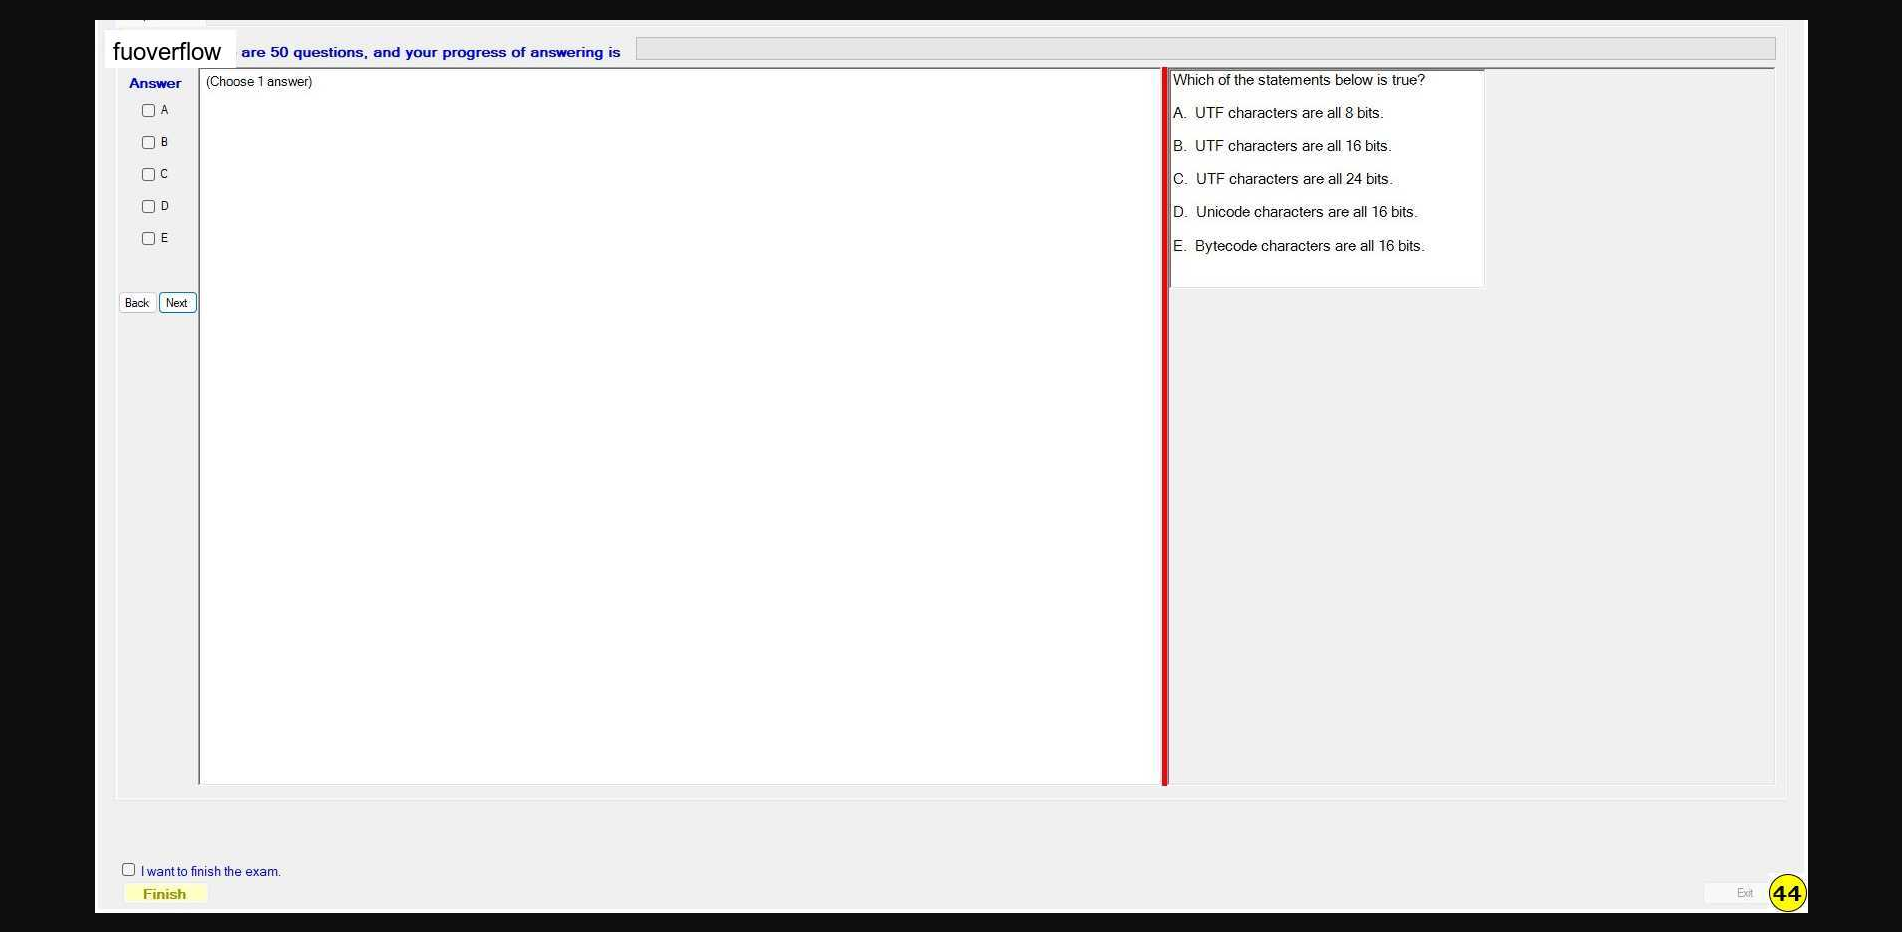 fuoverflow are 50 questions, and your progress of answering is
Answer
(Choose 1 answer)
A
B
C
D
E
Back Next
Which of the statements below is true?
A. UTF characters are all 8 bits.
B. UTF characters are all 16 bits.
C. UTF characters are all 24 bits.
D. Unicode characters are all 16 bits.
E. Bytecode characters are all 16 bits.
I want to finish the exam.
Finish
Exit
44